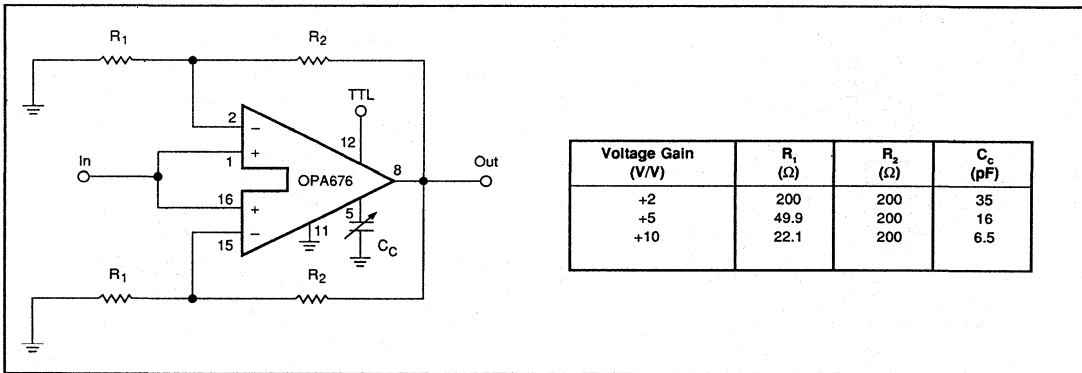 R1 R2
TTL
2 −
12
In
1 +
OPA676
8
Out
16 +
5
11
15 −
CC
R1 R2
Voltage Gain (V/V) R1 (Ω) R2 (Ω) Cc (pF)
+2 200 200 35
+5 49.9 200 16
+10 22.1 200 6.5